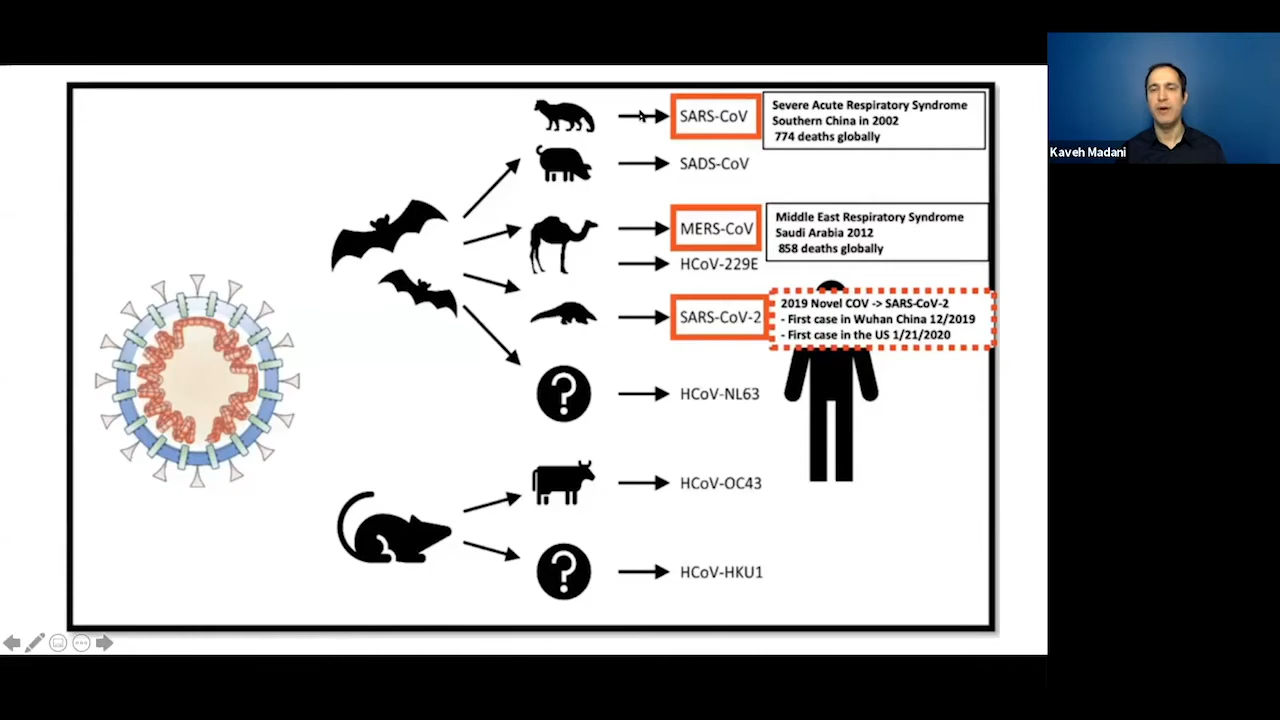 SARS-CoV
Severe Acute Respiratory Syndrome
Southern China in 2002
774 deaths globally
SADS-CoV
MERS-CoV
Middle East Respiratory Syndrome
Saudi Arabia 2012
858 deaths globally
HCoV-229E
SARS-CoV-2
2019 Novel COV -> SARS-CoV-2
- First case in Wuhan China 12/2019
- First case in the US 1/21/2020
?
HCoV-NL63
HCoV-OC43
?
HCoV-HKU1
Kaveh Madani